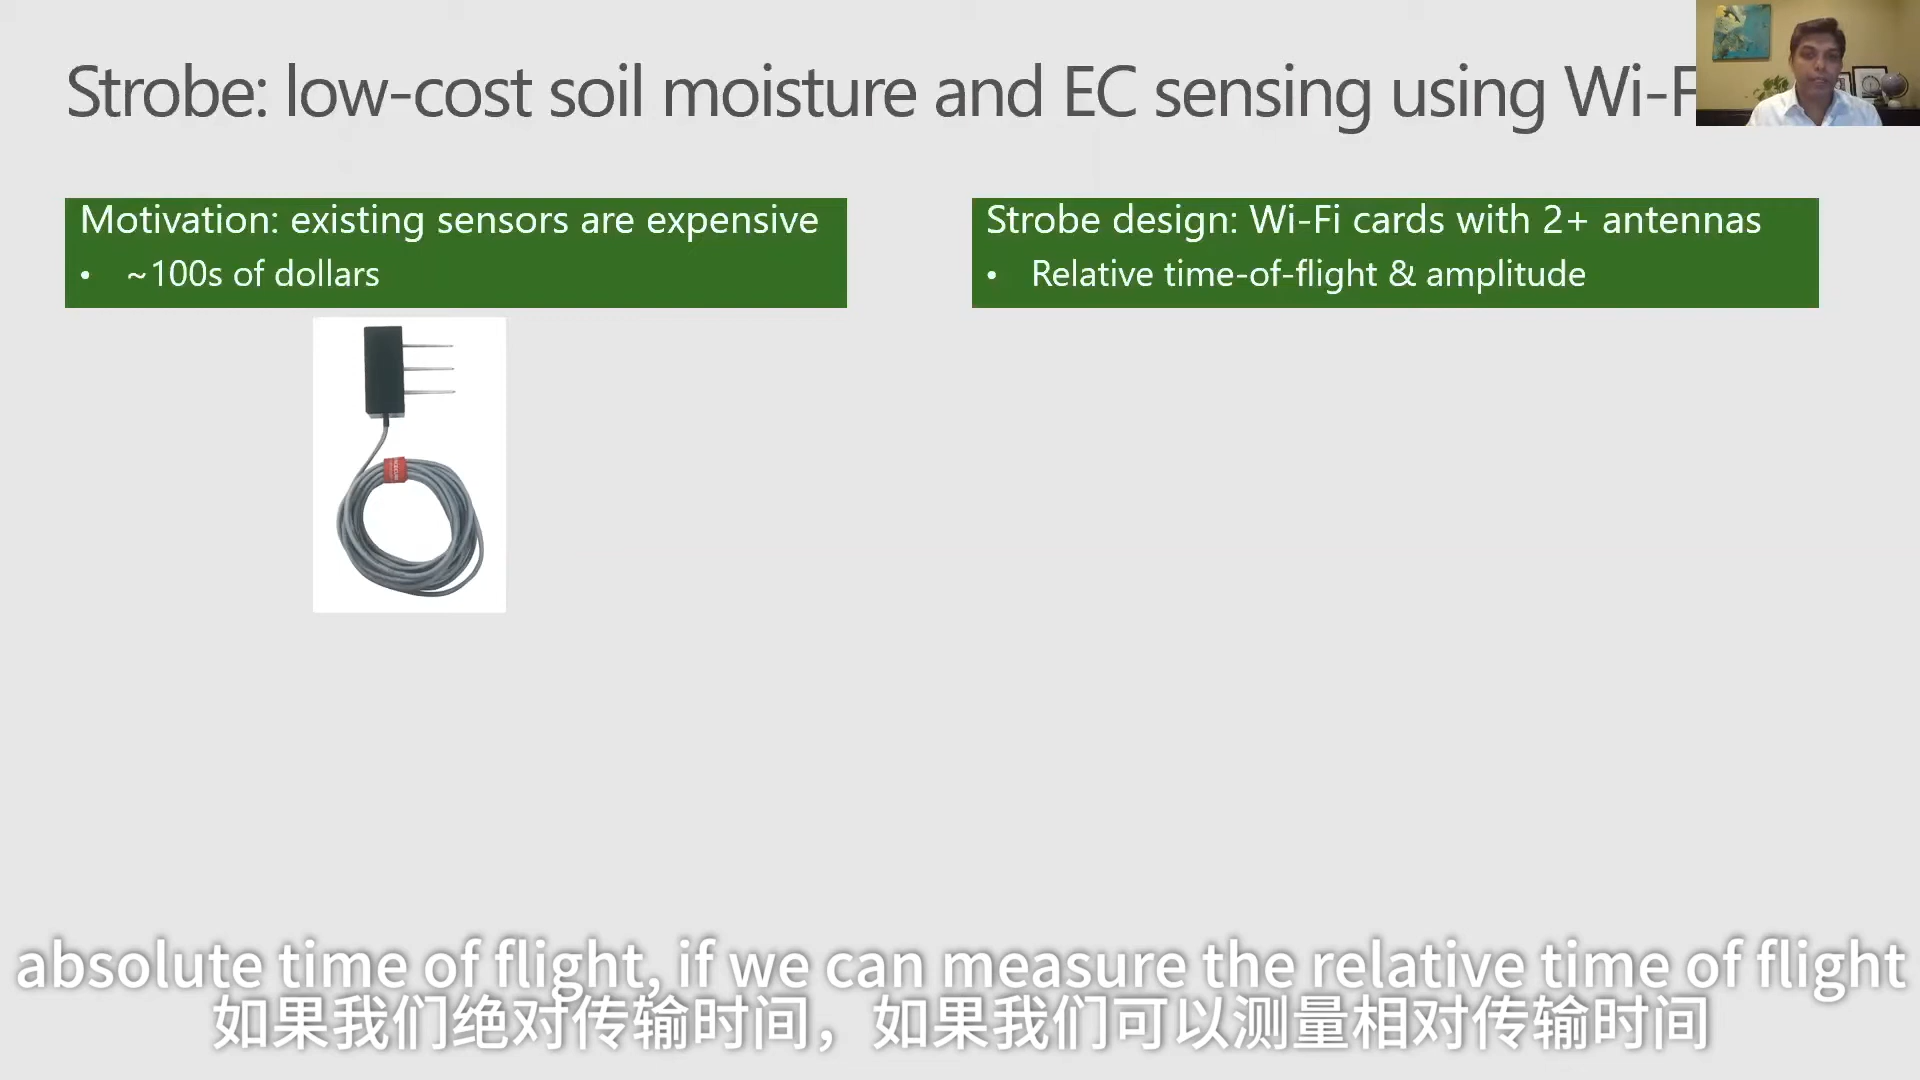 Strobe: low-cost soil moisture and EC sensing using Wi-F
Motivation: existing sensors are expensive
• ~100s of dollars
Strobe design: Wi-Fi cards with 2+ antennas
• Relative time-of-flight & amplitude
absolute time of flight, if we can measure the relative time of flight
如果我们绝对传输时间，如果我们可以测量相对传输时间